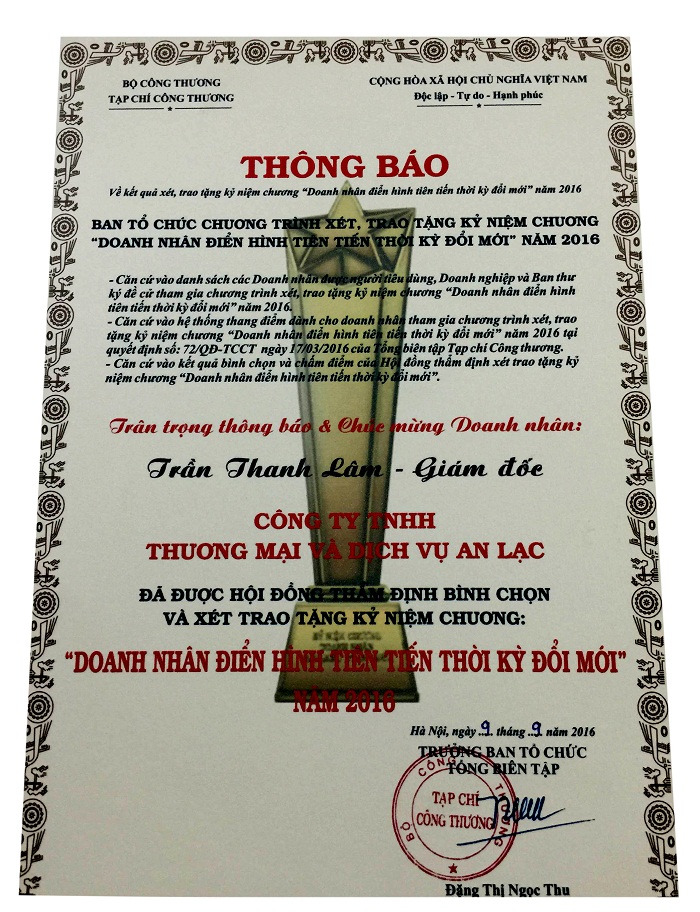 BỘ CÔNG THƯƠNG
TẠP CHÍ CÔNG THƯƠNG
CỘNG HÒA XÃ HỘI CHỦ NGHĨA VIỆT NAM
Độc lập - Tự do - Hạnh phúc
THÔNG BÁO
Về kết quả xét, trao tặng kỷ niệm chương “Doanh nhân điển hình tiên tiến thời kỳ đổi mới” năm 2016
BAN TỔ CHỨC CHƯƠNG TRÌNH XÉT, TRAO TẶNG KỶ NIỆM CHƯƠNG
“DOANH NHÂN ĐIỂN HÌNH TIÊN TIẾN THỜI KỲ ĐỔI MỚI” NĂM 2016
- Căn cứ vào danh sách các Doanh nhân được người tiêu dùng, Doanh nghiệp và Ban thư
ký đề cử tham gia chương trình xét, trao tặng kỷ niệm chương “Doanh nhân điển hình
tiên tiến thời kỳ đổi mới” năm 2016.
- Căn cứ vào hệ thống thang điểm dành cho doanh nhân tham gia chương trình xét, trao
tặng kỷ niệm chương “Doanh nhân điển hình tiên tiến thời kỳ đổi mới” năm 2016 tại
quyết định số: 72/QĐ-TCCT ngày 17/03/2016 của Tổng biên tập Tạp chí Công thương.
- Căn cứ vào kết quả bình chọn và chấm điểm của Hội đồng thẩm định xét trao tặng kỷ
niệm chương “Doanh nhân điển hình tiên tiến thời kỳ đổi mới”.
Trân trọng thông báo & Chúc mừng Doanh nhân:
Trần Thanh Lâm - Giám đốc
CÔNG TY TNHH
THƯƠNG MẠI VÀ DỊCH VỤ AN LẠC
ĐÃ ĐƯỢC HỘI ĐỒNG THẨM ĐỊNH BÌNH CHỌN
VÀ XÉT TRAO TẶNG KỶ NIỆM CHƯƠNG:
KỶ NIỆM CHƯƠNG
DOANH NHÂN
“DOANH NHÂN ĐIỂN HÌNH TIÊN TIẾN THỜI KỲ ĐỔI MỚI”
NĂM 2016
Hà Nội, ngày 9 tháng 9 năm 2016
TRƯỞNG BAN TỔ CHỨC
TỔNG BIÊN TẬP
BỘ CÔNG THƯƠNG
TẠP CHÍ
CÔNG THƯƠNG
Đặng Thị Ngọc Thu